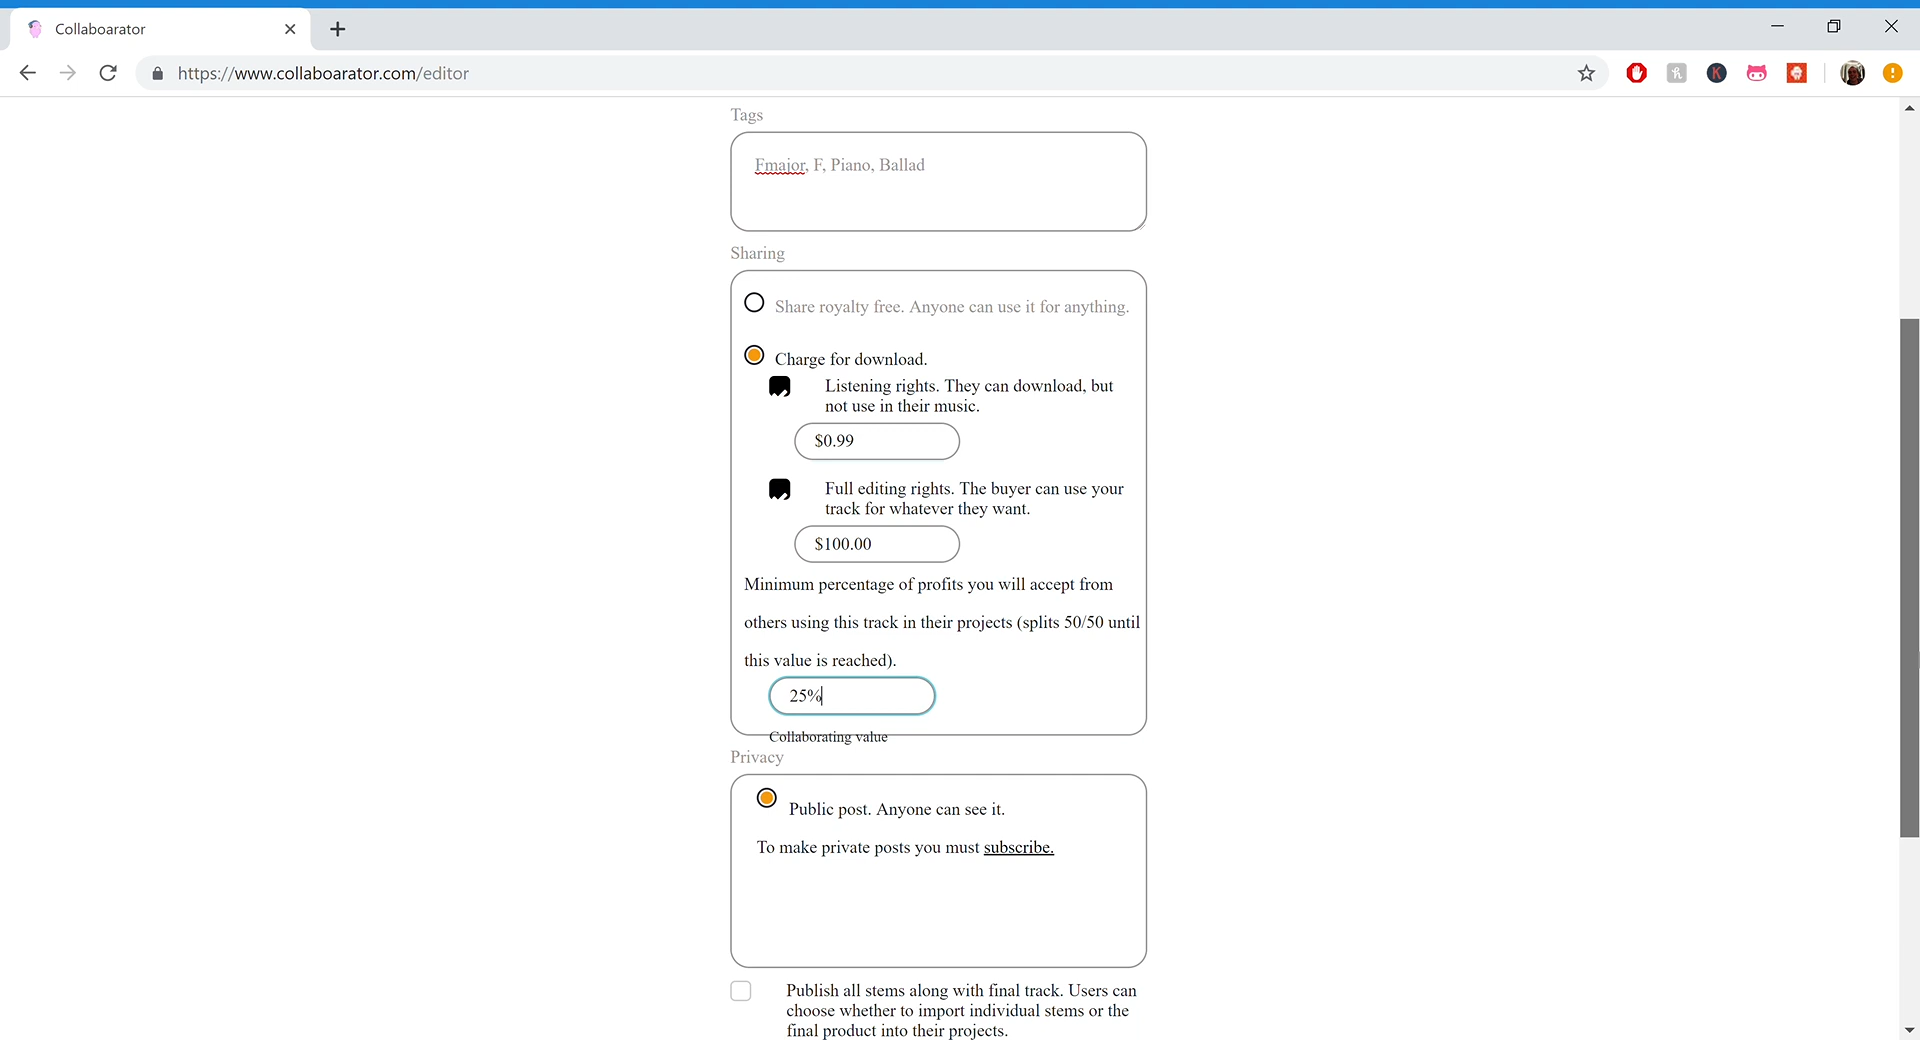 Collaboarator
https://www.collaboarator.com/editor
Tags
Fmajor, F, Piano, Ballad
Sharing
Share royalty free. Anyone can use it for anything.
Charge for download.
Listening rights. They can download, but
not use in their music.
$0.99
Full editing rights. The buyer can use your
track for whatever they want.
$100.00
Minimum percentage of profits you will accept from
others using this track in their projects (splits 50/50 until
this value is reached).
25%
Collaborating value
Privacy
Public post. Anyone can see it.
To make private posts you must subscribe.
Publish all stems along with final track. Users can
choose whether to import individual stems or the
final product into their projects.